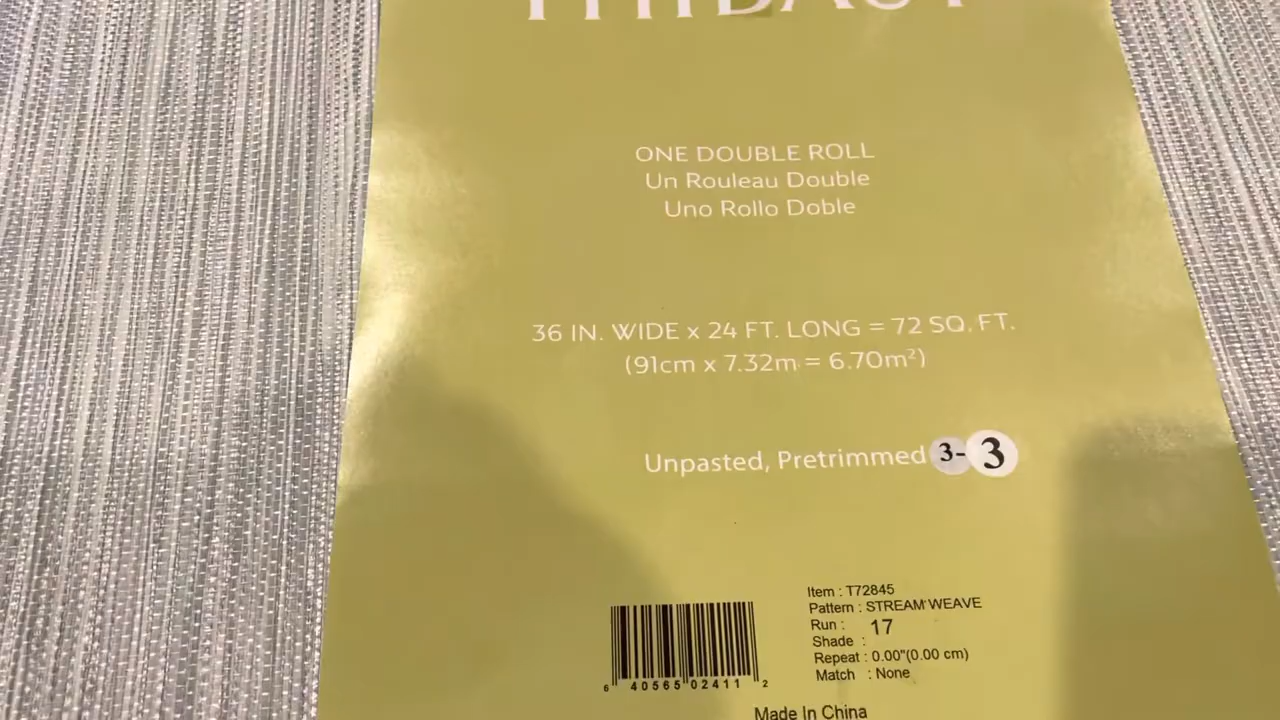 THIBAUT
ONE DOUBLE ROLL
Un Rouleau Double
Uno Rollo Doble
36 IN. WIDE x 24 FT. LONG = 72 SQ. FT.
(91cm x 7.32m = 6.70m²)
Unpasted, Pretrimmed 3-3
Item : T72845
Pattern : STREAM WEAVE
Run : 17
Shade :
Repeat : 0.00"(0.00 cm)
Match : None
6 40565 02411 2
Made In China